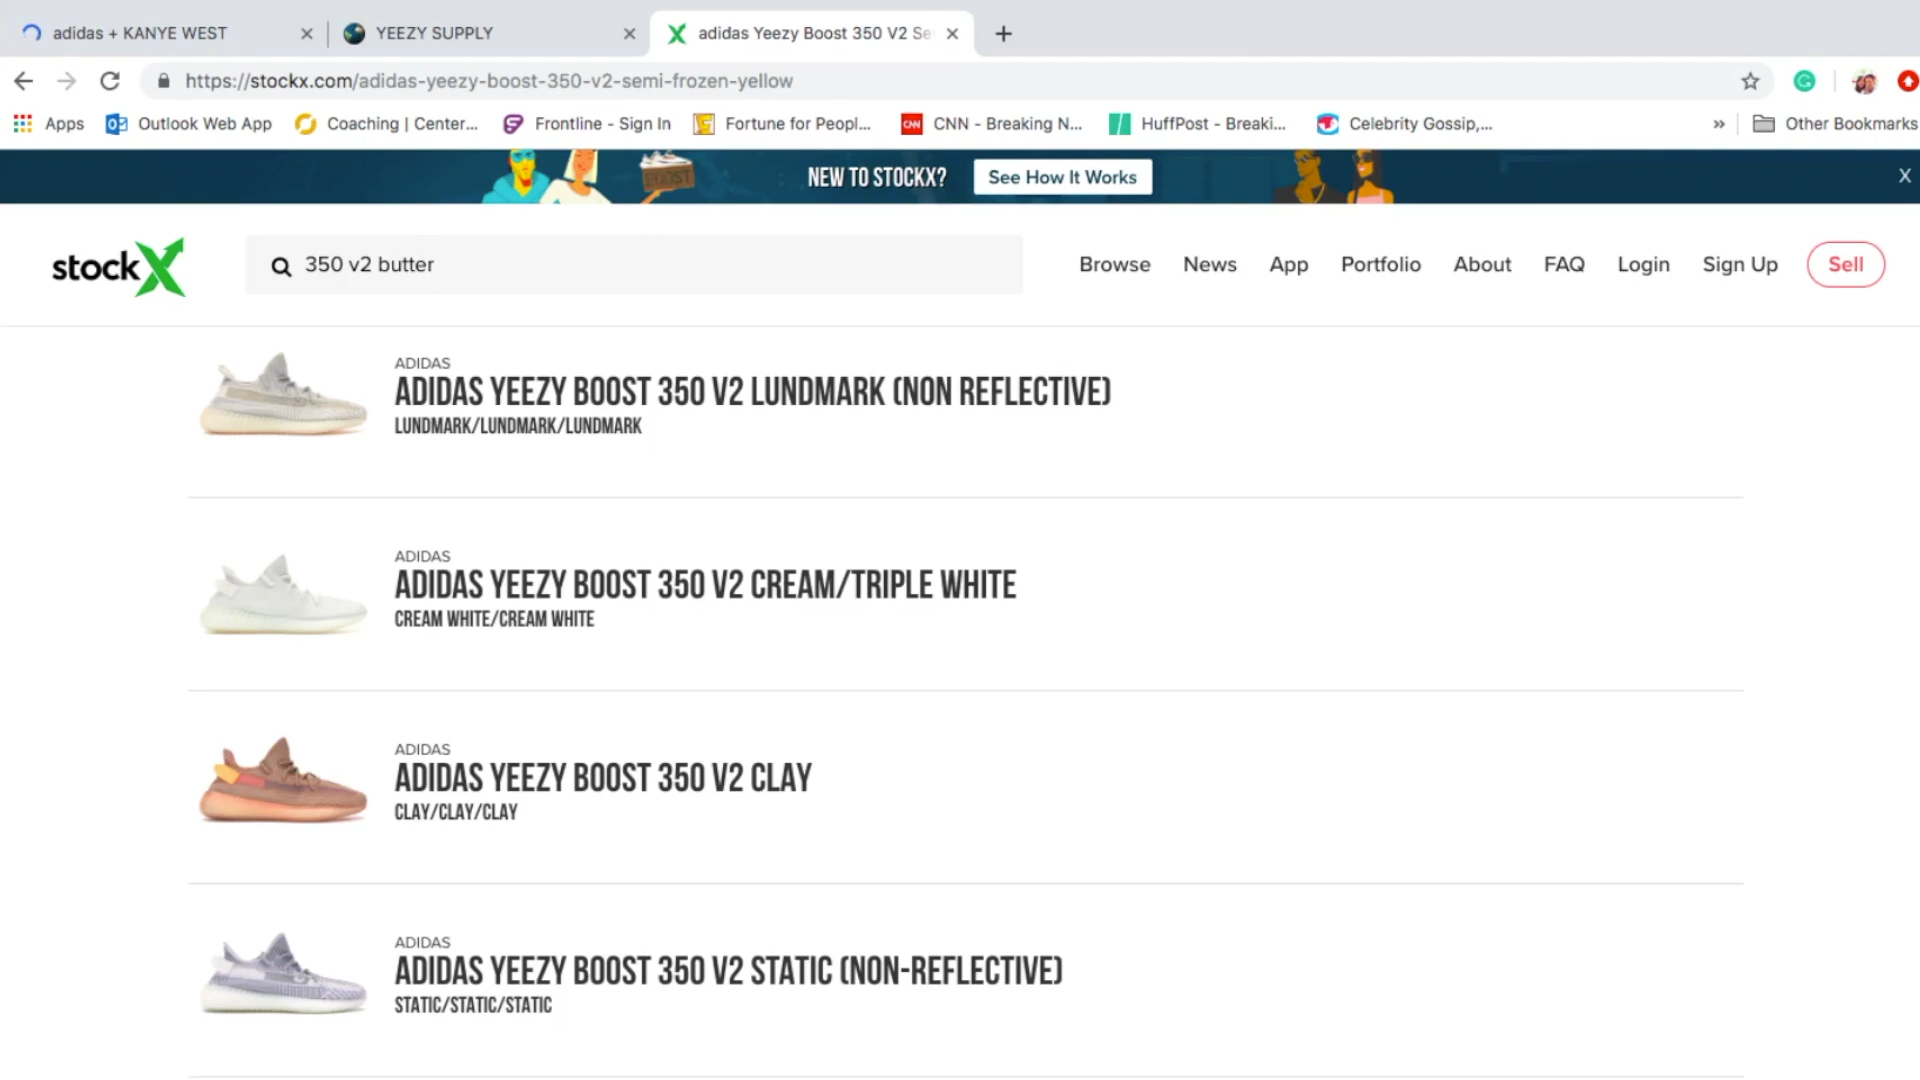 adidas + KANYE WEST
YEEZY SUPPLY
adidas Yeezy Boost 350 V2 Se
https://stockx.com/adidas-yeezy-boost-350-v2-semi-frozen-yellow
Apps
Outlook Web App
Coaching | Center...
Frontline - Sign In
Fortune for Peopl...
CNN - Breaking N...
HuffPost - Breaki...
Celebrity Gossip,...
»
Other Bookmarks
BOOST
NEW TO STOCKX?
See How It Works
X
stockX
350 v2 butter
Browse
News
App
Portfolio
About
FAQ
Login
Sign Up
Sell
ADIDAS
ADIDAS YEEZY BOOST 350 V2 LUNDMARK (NON REFLECTIVE)
LUNDMARK/LUNDMARK/LUNDMARK
ADIDAS
ADIDAS YEEZY BOOST 350 V2 CREAM/TRIPLE WHITE
CREAM WHITE/CREAM WHITE
ADIDAS
ADIDAS YEEZY BOOST 350 V2 CLAY
CLAY/CLAY/CLAY
ADIDAS
ADIDAS YEEZY BOOST 350 V2 STATIC (NON-REFLECTIVE)
STATIC/STATIC/STATIC